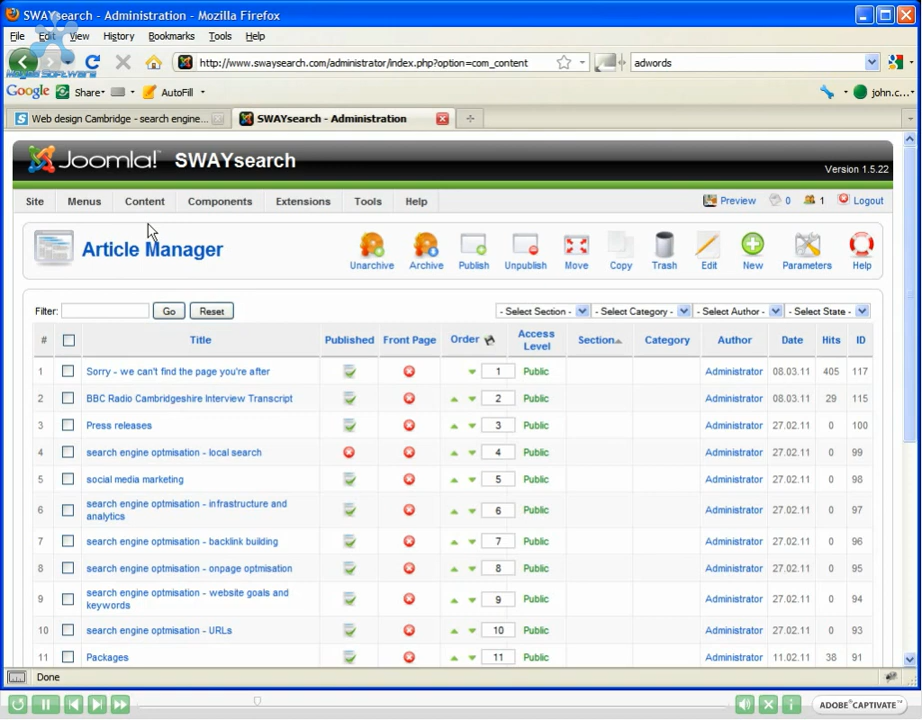 SWAYsearch - Administration - Mozilla Firefox
File Edit View History Bookmarks Tools Help
http://www.swaysearch.com/administrator/index.php?option=com_content adwords
Google Share AutoFill john.c...
Web design Cambridge - search engine... SWAYsearch - Administration
Joomla! SWAYsearch
Version 1.5.22
Site Menus Content Components Extensions Tools Help Preview 0 1 Logout
Article Manager
Unarchive Archive Publish Unpublish Move Copy Trash Edit New Parameters Help
Filter: Go Reset - Select Section - - Select Category - - Select Author - - Select State -
# Title Published Front Page Order Access Level Section Category Author Date Hits ID
1 Sorry - we can't find the page you're after 1 Public Administrator 08.03.11 405 117
2 BBC Radio Cambridgeshire Interview Transcript 2 Public Administrator 08.03.11 29 115
3 Press releases 3 Public Administrator 27.02.11 0 100
4 search engine optmisation - local search 4 Public Administrator 27.02.11 0 99
5 social media marketing 5 Public Administrator 27.02.11 0 98
6 search engine optmisation - infrastructure and analytics 6 Public Administrator 27.02.11 0 97
7 search engine optmisation - backlink building 7 Public Administrator 27.02.11 0 96
8 search engine optmisation - onpage optmisation 8 Public Administrator 27.02.11 0 95
9 search engine optmisation - website goals and keywords 9 Public Administrator 27.02.11 0 94
10 search engine optmisation - URLs 10 Public Administrator 27.02.11 0 93
11 Packages 11 Public Administrator 11.02.11 38 91
Done
ADOBE CAPTIVATE